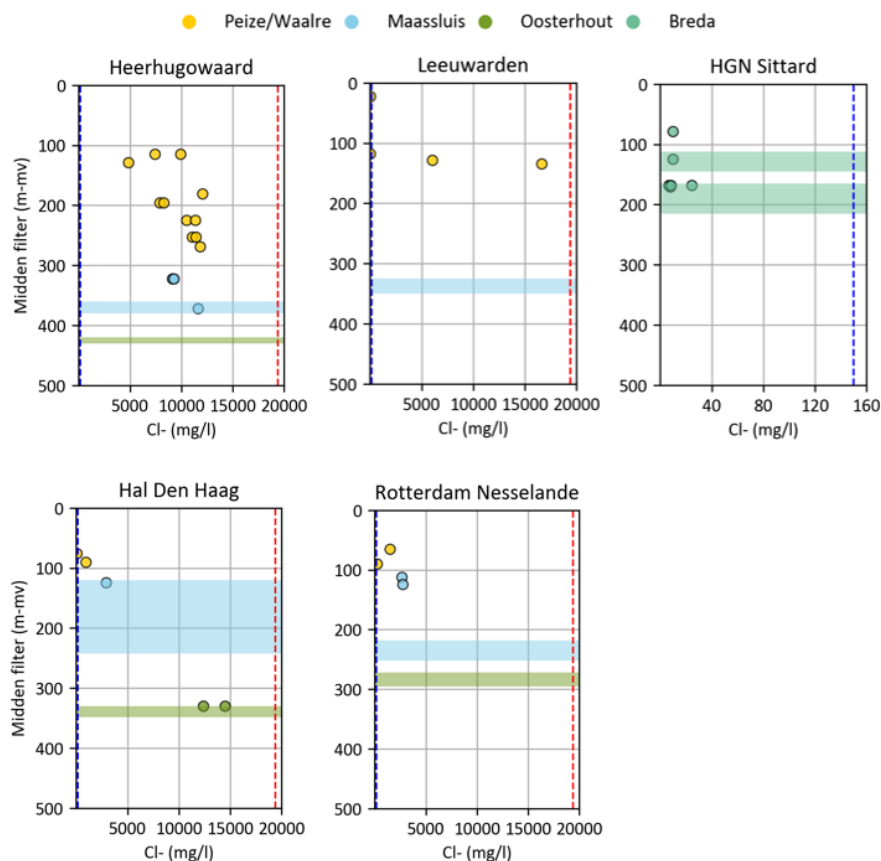 Peize/Waalre Maassluis Oosterhout Breda
Heerhugowaard
0
100
200
300
400
500
Midden filter (m-mv)
5000 10000 15000 20000
Cl- (mg/l)
Leeuwarden
0
100
200
300
400
500
5000 10000 15000 20000
Cl- (mg/l)
HGN Sittard
0
100
200
300
400
500
40 80 120 160
Cl- (mg/l)
Hal Den Haag
0
100
200
300
400
500
Midden filter (m-mv)
5000 10000 15000 20000
Cl- (mg/l)
Rotterdam Nesselande
0
100
200
300
400
500
5000 10000 15000 20000
Cl- (mg/l)